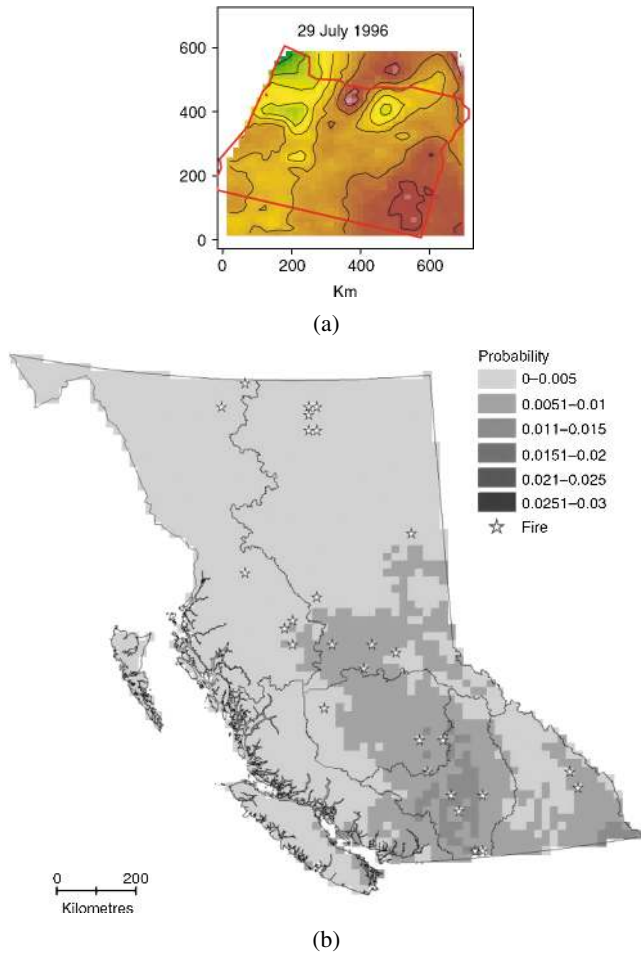 29 July 1996
600
400
200
0
0 200 400 600
Km
(a)
Probability
0–0.005
0.0051–0.01
0.011–0.015
0.0151–0.02
0.021–0.025
0.0251–0.03
Fire
0 200
Kilometres
(b)